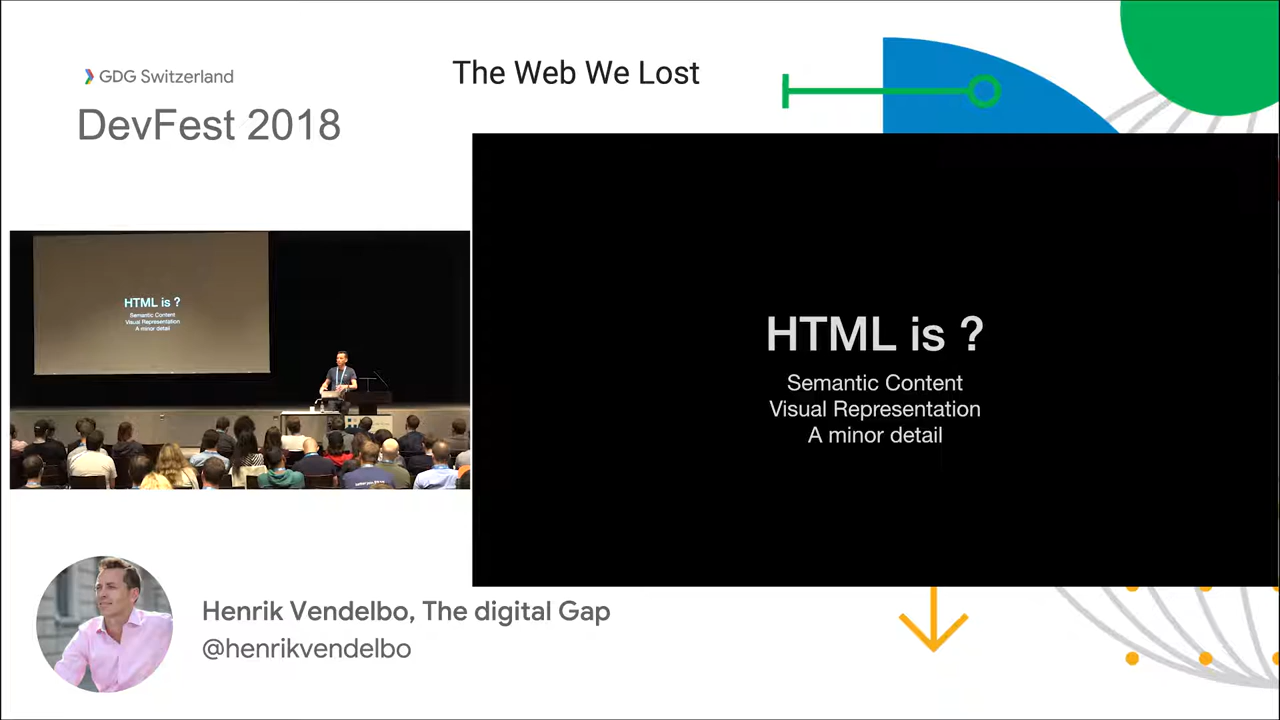 GDG Switzerland
DevFest 2018
The Web We Lost
HTML is ?
Semantic Content
Visual Representation
A minor detail
HTML is ?
Semantic Content
Visual Representation
A minor detail
Henrik Vendelbo, The digital Gap
@henrikvendelbo